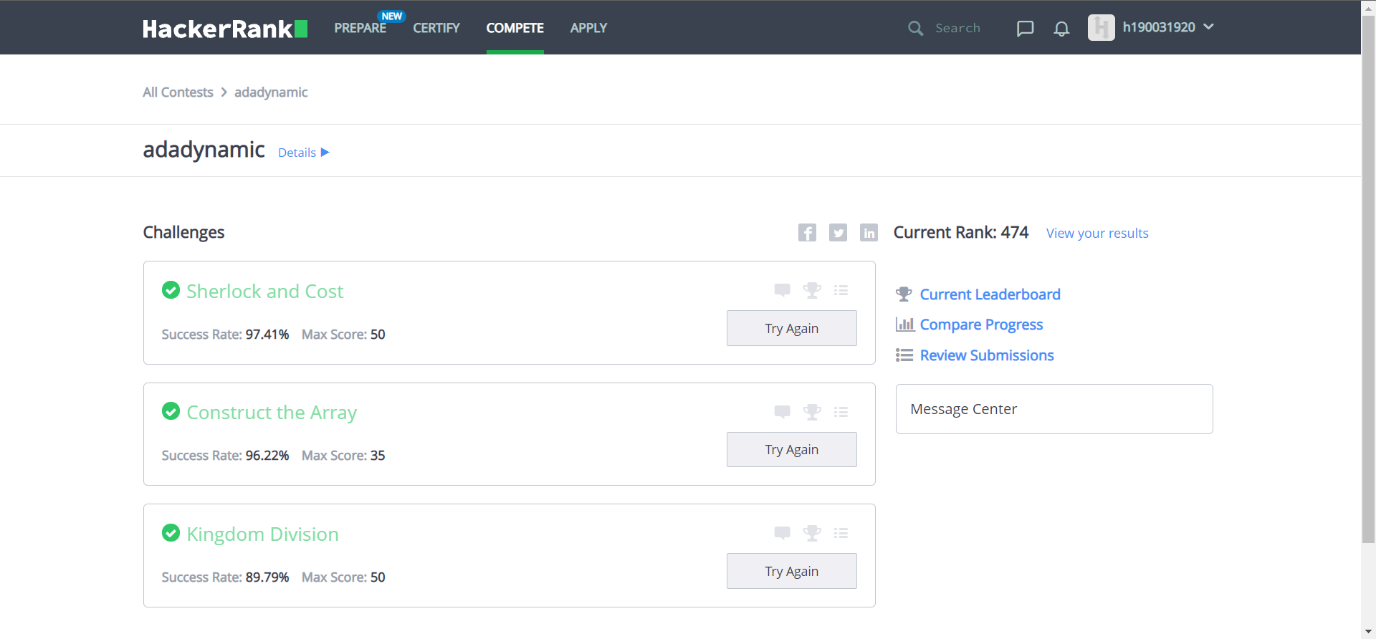 HackerRank PREPARE NEW CERTIFY COMPETE APPLY Search h190031920
All Contests > adadynamic
adadynamic Details
Challenges
Current Rank: 474 View your results
Sherlock and Cost
Success Rate: 97.41% Max Score: 50
Try Again
Construct the Array
Success Rate: 96.22% Max Score: 35
Try Again
Kingdom Division
Success Rate: 89.79% Max Score: 50
Try Again
Current Leaderboard
Compare Progress
Review Submissions
Message Center